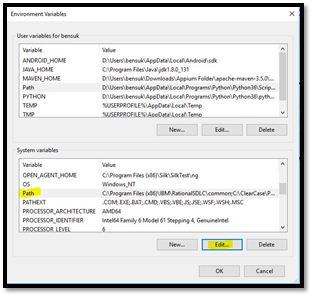 Environment Variables
User variables for bensuk
Variable Value
ANDROID_HOME D:\Users\bensuk\AppData\Local\Android\sdk
JAVA_HOME C:\Program Files\Java\jdk1.8.0_131
MAVEN_HOME D:\Users\bensuk\Downloads\Appium Folder\apache-maven-3.5.0...
Path D:\Users\bensuk\AppData\Local\Programs\Python\Python36\Scrip...
PYTHON D:\Users\bensuk\AppData\Local\Programs\Python\Python36\pyth...
TEMP %USERPROFILE%\AppData\Local\Temp
TMP %USERPROFILE%\AppData\Local\Temp
New... Edit... Delete
System variables
Variable Value
OPEN_AGENT_HOME C:\Program Files (x86)\Silk\SilkTest\ng
OS Windows_NT
Path C:\Program Files (x86)\IBM\RationalSDLC\common;C:\ClearCase\P...
PATHEXT .COM;.EXE;.BAT;.CMD;.VBS;.VBE;.JS;.JSE;.WSF;.WSH;.MSC
PROCESSOR_ARCHITECTURE AMD64
PROCESSOR_IDENTIFIER Intel64 Family 6 Model 61 Stepping 4, GenuineIntel
PROCESSOR_LEVEL 6
New... Edit... Delete
OK Cancel